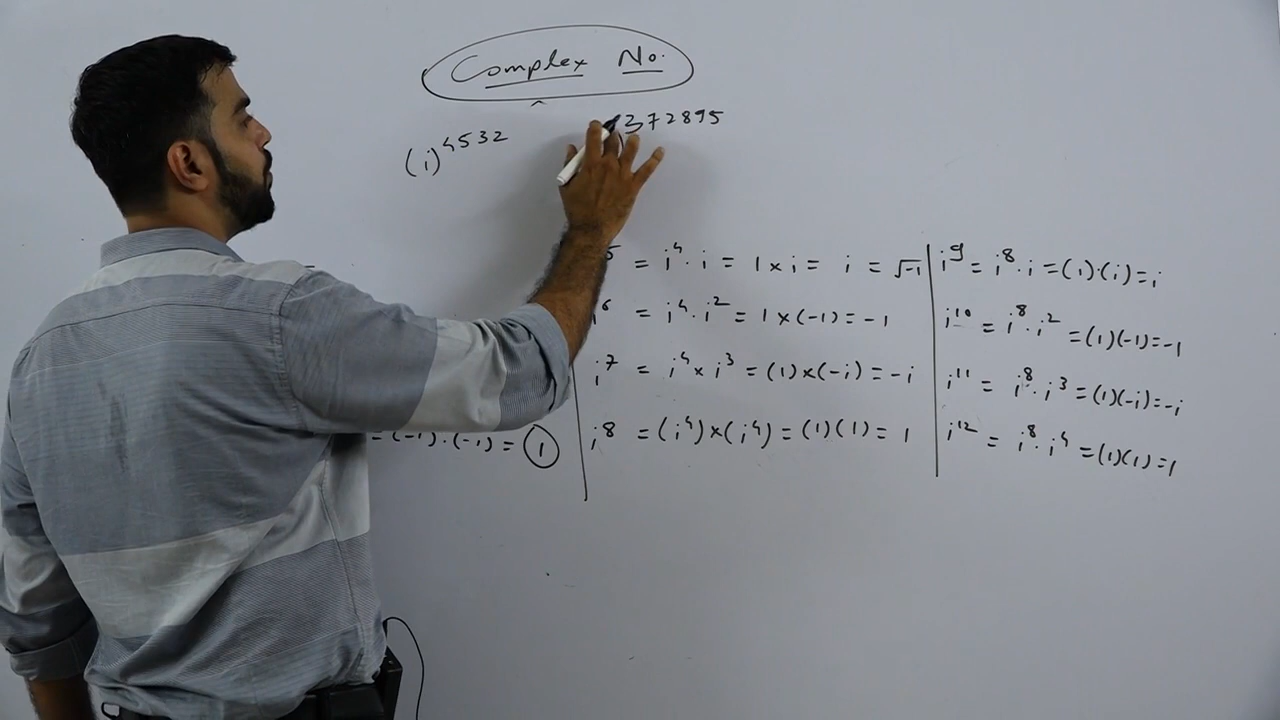 Complex No.
(i)^4532 372895
5 = i^4 · i = 1 × i = i = √-1
i^6 = i^4 · i^2 = 1 × (-1) = -1
i^7 = i^4 × i^3 = (1) × (-i) = -i
= (-1) · (-1) = 1
i^8 = (i^4) × (i^4) = (1)(1) = 1
i^9 = i^8 · i = (1)·(i) = i
i^10 = i^8 · i^2 = (1)(-1) = -1
i^11 = i^8 · i^3 = (1)(-i) = -i
i^12 = i^8 · i^4 = (1)(1) = 1